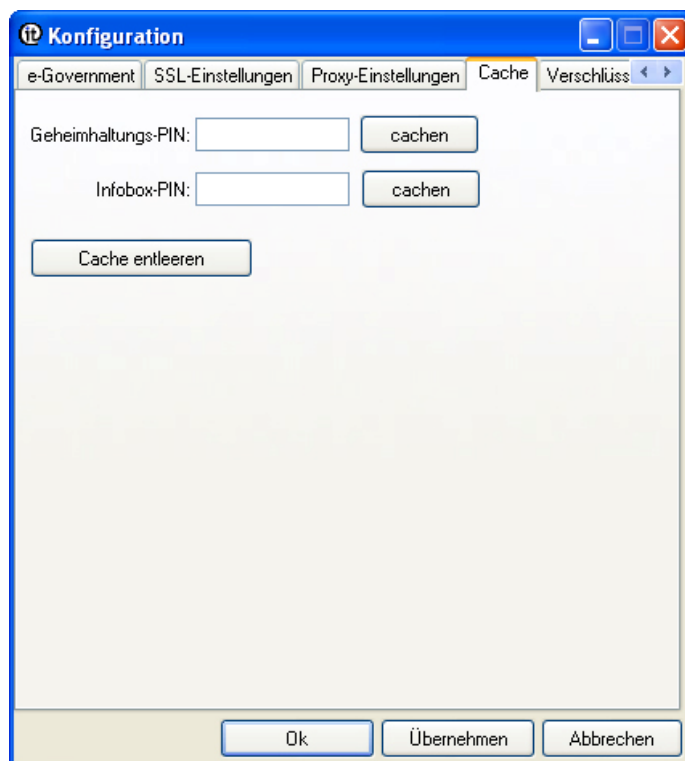 it Konfiguration
e-Government SSL-Einstellungen Proxy-Einstellungen Cache Verschlüss
Geheimhaltungs-PIN: cachen
Infobox-PIN: cachen
Cache entleeren
Ok Übernehmen Abbrechen